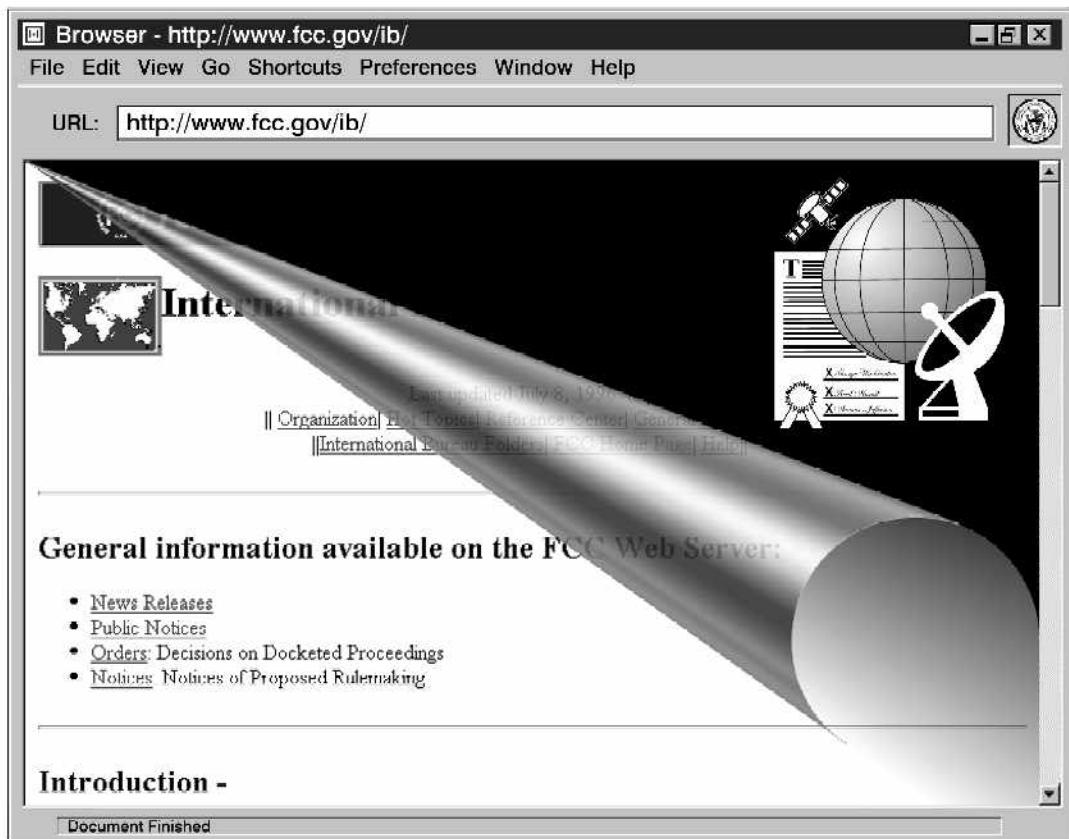 Browser - http://www.fcc.gov/ib/
File Edit View Go Shortcuts Preferences Window Help
URL: http://www.fcc.gov/ib/
T
International
Last updated July 8, 1996
|| Organization| Hot Topics| Reference Center| General
||International Bureau Folders| FCC Home Page| Help||
X
X
X
General information available on the FCC Web Server:
• News Releases
• Public Notices
• Orders: Decisions on Docketed Proceedings
• Notices: Notices of Proposed Rulemaking
Introduction -
Document Finished